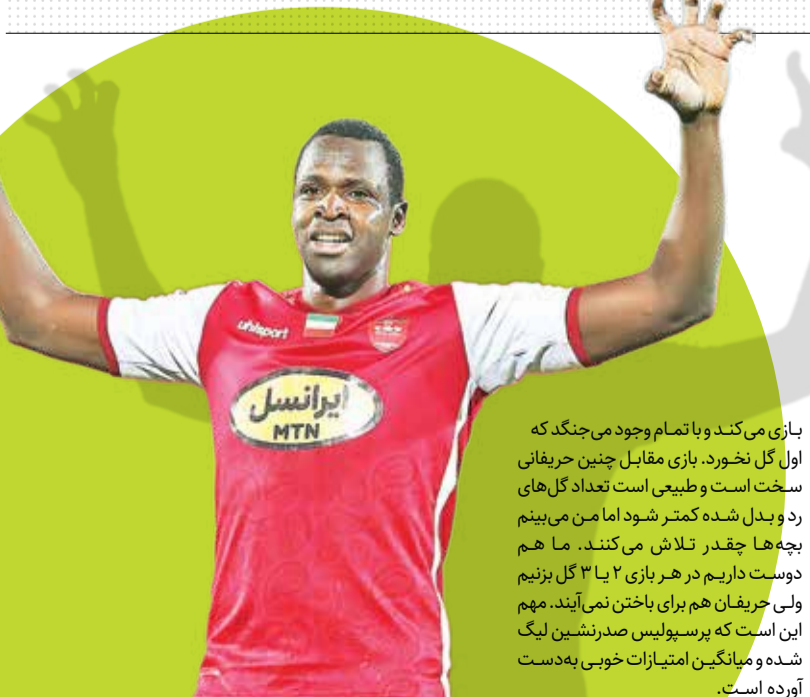 uhlsport
ایرانسل
MTN
بازی می‌کند و با تمام وجود می‌جنگد که
اول گل نخورد. بازی مقابل چنین حریفانی
سخت است و طبیعی است تعداد گل‌های
رد و بدل شده کمتر شود اما من می‌بینم
بچه‌ها چقدر تلاش می‌کنند. ما هم
دوست داریم در هر بازی ۲ یا ۳ گل بزنیم
ولی حریفان هم برای باختن نمی‌آیند. مهم
این است که پرسپولیس صدرنشین لیگ
شده و میانگین امتیازات خوبی به‌دست
آورده است.